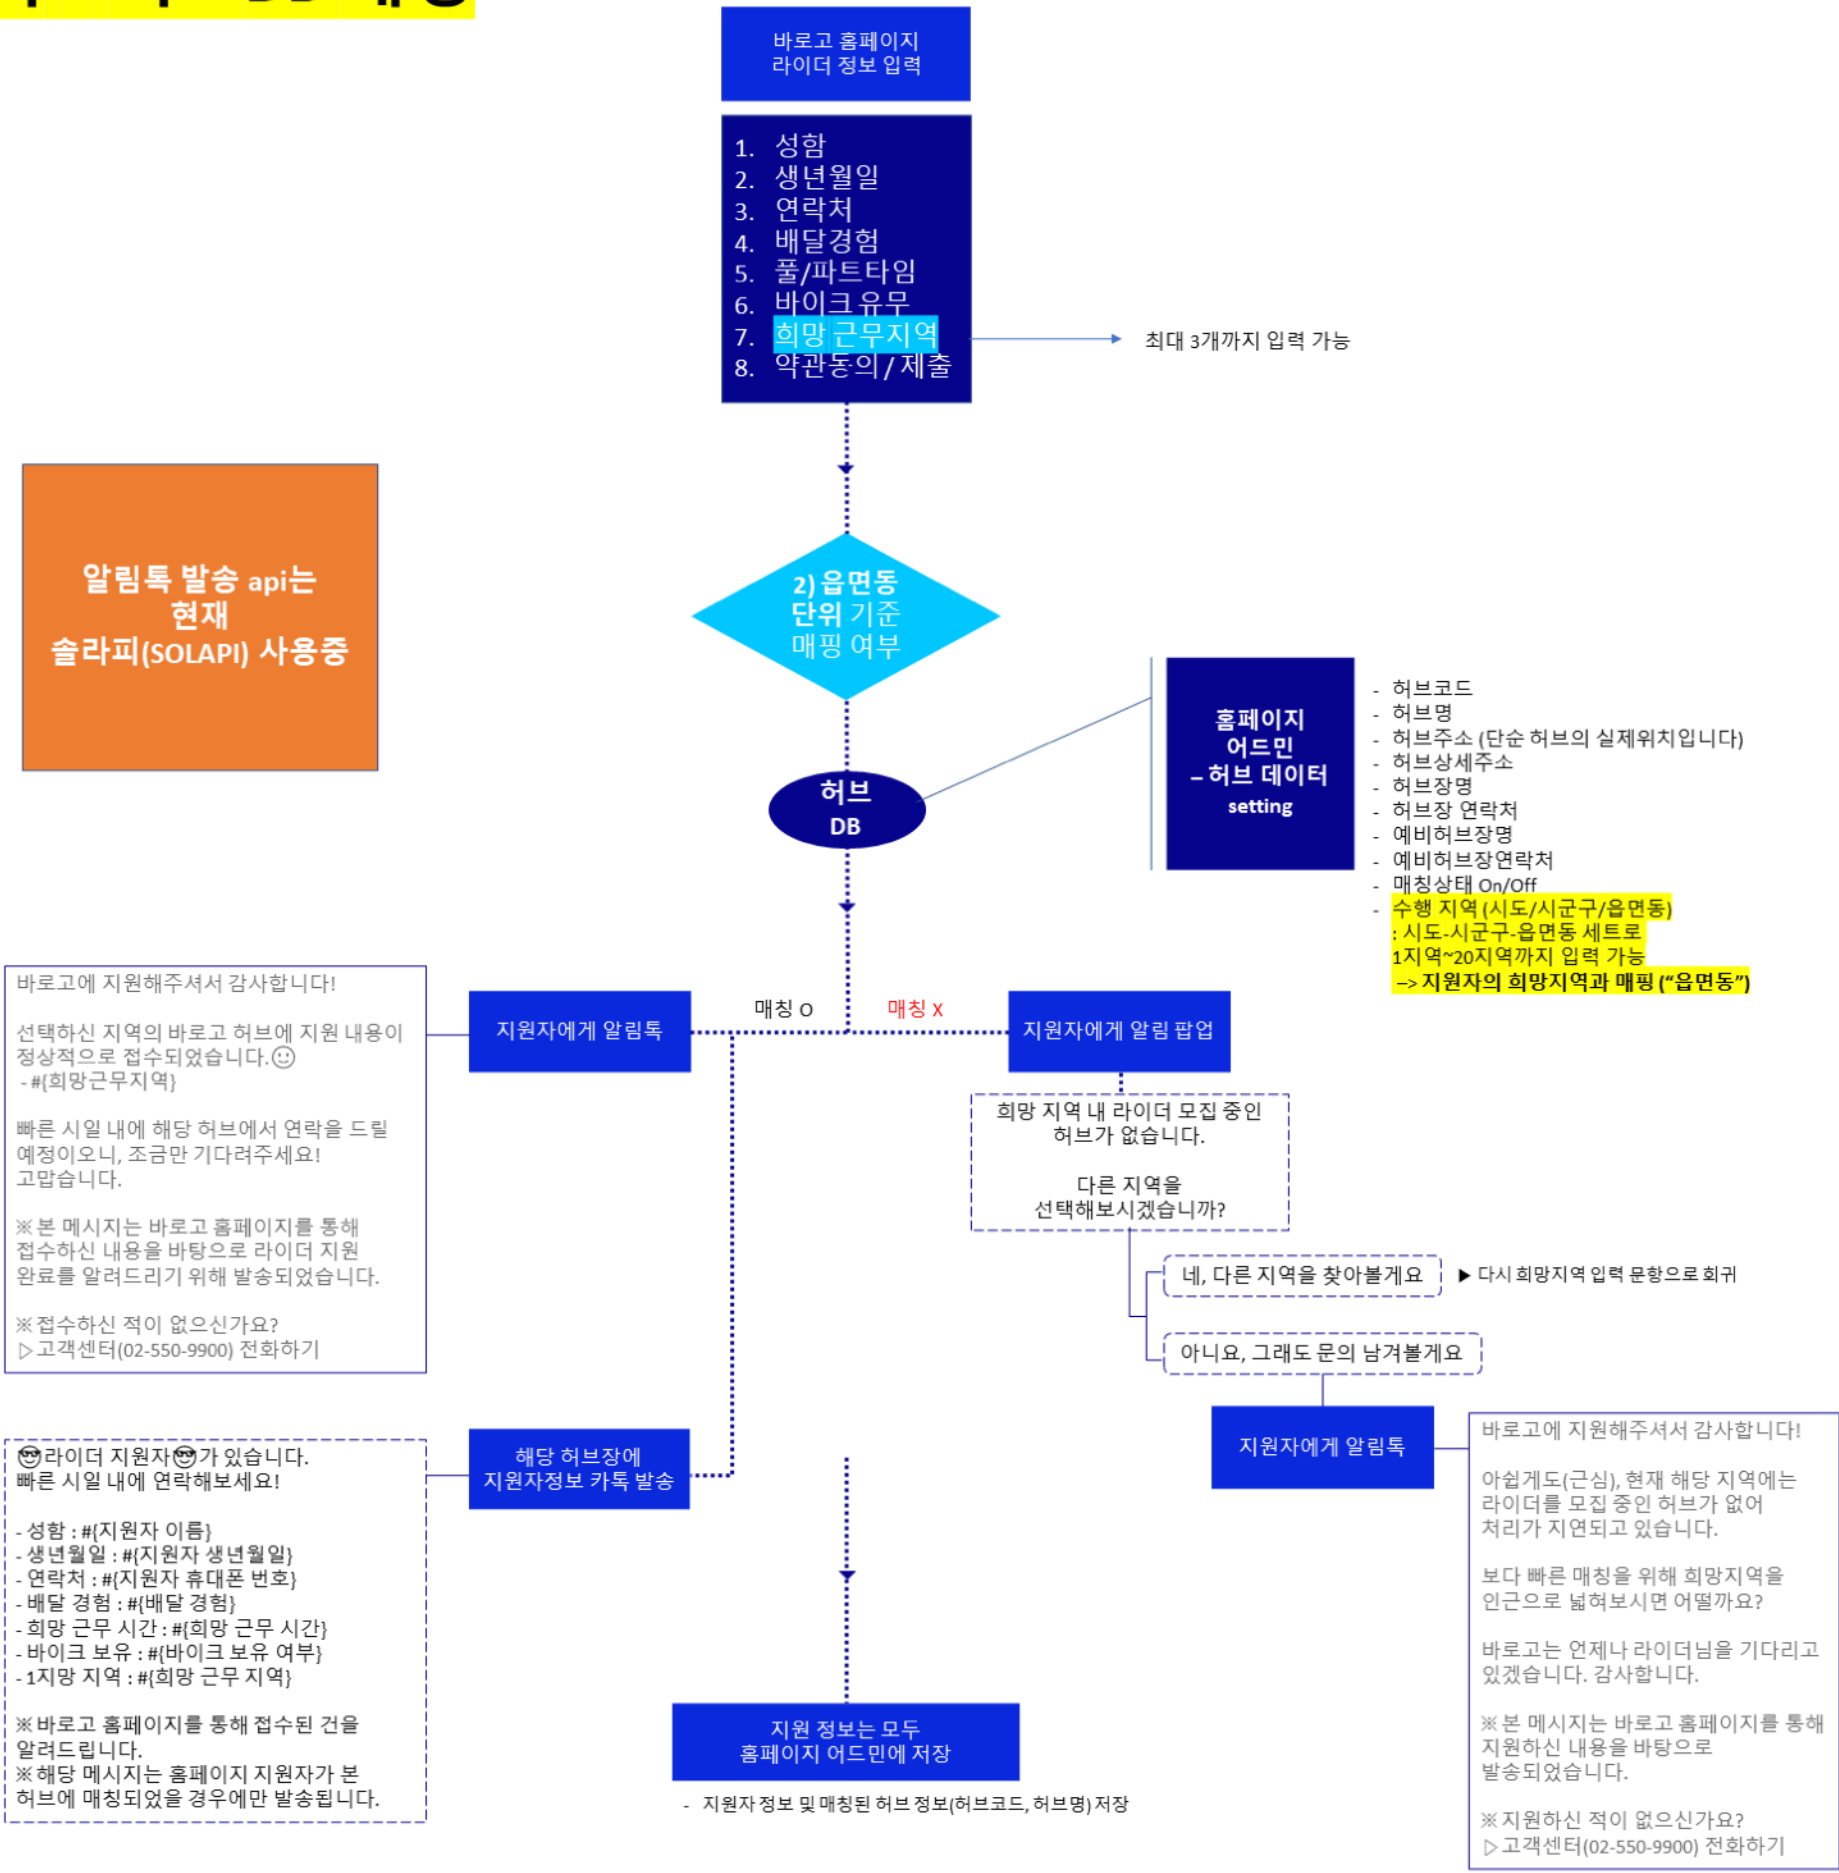 바로고 홈페이지
라이더 정보 입력
1. 성함
2. 생년월일
3. 연락처
4. 배달경험
5. 풀/파트타임
6. 바이크 유무
7. 희망 근무지역
8. 약관동의 / 제출
최대 3개까지 입력 가능
알림톡 발송 api는
현재
솔라피(SOLAPI) 사용중
2) 읍면동
단위 기준
매핑 여부
허브
DB
홈페이지
어드민
– 허브 데이터
setting
- 허브코드
- 허브명
- 허브주소 (단순 허브의 실제위치입니다)
- 허브상세주소
- 허브장명
- 허브장 연락처
- 예비허브장명
- 예비허브장연락처
- 매칭상태 On/Off
- 수행 지역 (시도/시군구/읍면동)
: 시도-시군구-읍면동 세트로
1지역~20지역까지 입력 가능
–> 지원자의 희망지역과 매핑 (“읍면동”)
매칭 O
매칭 X
지원자에게 알림톡
바로고에 지원해주셔서 감사합니다!
선택하신 지역의 바로고 허브에 지원 내용이
정상적으로 접수되었습니다.🙂
- #{희망근무지역}
빠른 시일 내에 해당 허브에서 연락을 드릴
예정이오니, 조금만 기다려주세요!
고맙습니다.
※ 본 메시지는 바로고 홈페이지를 통해
접수하신 내용을 바탕으로 라이더 지원
완료를 알려드리기 위해 발송되었습니다.
※ 접수하신 적이 없으신가요?
▷고객센터(02-550-9900) 전화하기
지원자에게 알림 팝업
희망 지역 내 라이더 모집 중인
허브가 없습니다.
다른 지역을
선택해보시겠습니까?
네, 다른 지역을 찾아볼게요
▶ 다시 희망지역 입력 문항으로 회귀
아니요, 그래도 문의 남겨볼게요
지원자에게 알림톡
바로고에 지원해주셔서 감사합니다!
아쉽게도(근심), 현재 해당 지역에는
라이더를 모집 중인 허브가 없어
처리가 지연되고 있습니다.
보다 빠른 매칭을 위해 희망지역을
인근으로 넓혀보시면 어떨까요?
바로고는 언제나 라이더님을 기다리고
있겠습니다. 감사합니다.
※ 본 메시지는 바로고 홈페이지를 통해
지원하신 내용을 바탕으로
발송되었습니다.
※ 지원하신 적이 없으신가요?
▷고객센터(02-550-9900) 전화하기
해당 허브장에
지원자정보 카톡 발송
😎라이더 지원자😎가 있습니다.
빠른 시일 내에 연락해보세요!
- 성함 : #{지원자 이름}
- 생년월일 : #{지원자 생년월일}
- 연락처 : #{지원자 휴대폰 번호}
- 배달 경험 : #{배달 경험}
- 희망 근무 시간 : #{희망 근무 시간}
- 바이크 보유 : #{바이크 보유 여부}
- 1지망 지역 : #{희망 근무 지역}
※ 바로고 홈페이지를 통해 접수된 건을
알려드립니다.
※ 해당 메시지는 홈페이지 지원자가 본
허브에 매칭되었을 경우에만 발송됩니다.
지원 정보는 모두
홈페이지 어드민에 저장
- 지원자 정보 및 매칭된 허브 정보(허브코드, 허브명) 저장